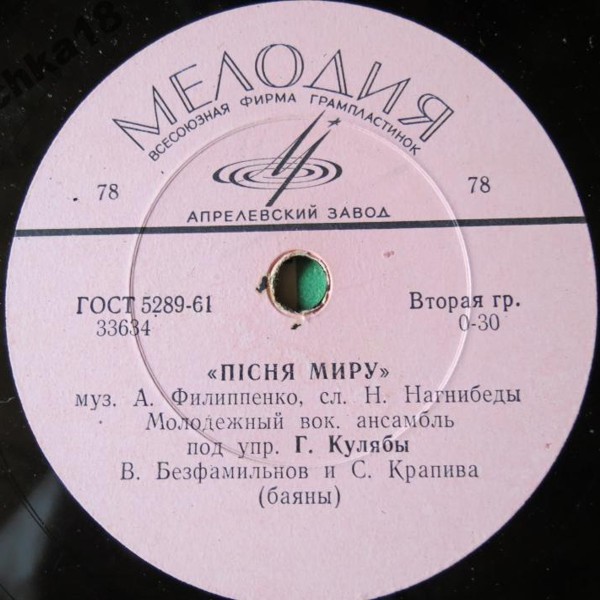 chka18
МЕЛОДИЯ
ВСЕСОЮЗНАЯ ФИРМА ГРАМПЛАСТИНОК
78 78
АПРЕЛЕВСКИЙ ЗАВОД
ГОСТ 5289-61 Вторая гр.
33634 0-30
«ПІСНЯ МИРУ»
муз. А. Филиппенко, сл. Н. Нагнибеды
Молодежный вок. ансамбль
под упр. Г. Кулябы
В. Безфамильнов и С. Крапива
(баяны)